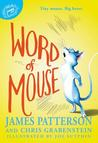 Tiny mouse. Big heart.
WORD OF
MOUSE
JAMES
PATTERSON
AND CHRIS GRABENSTEIN
ILLUSTRATED BY JOE SUTPHIN